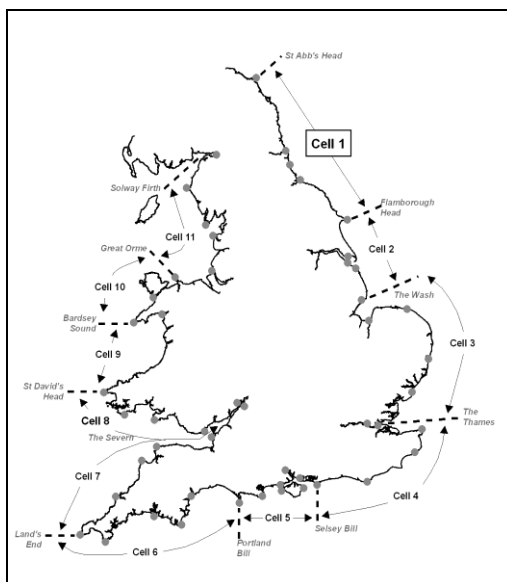 St Abb's Head
Cell 1
Solway Firth
Flamborough
Head
Cell 11
Great Orme
Cell 2
Cell 10
The Wash
Bardsey
Sound
Cell 9
Cell 3
St David's
Head
Cell 8
The
Thames
The Severn
Cell 7
Cell 4
Cell 5
Selsey Bill
Land's
End
Cell 6
Portland
Bill